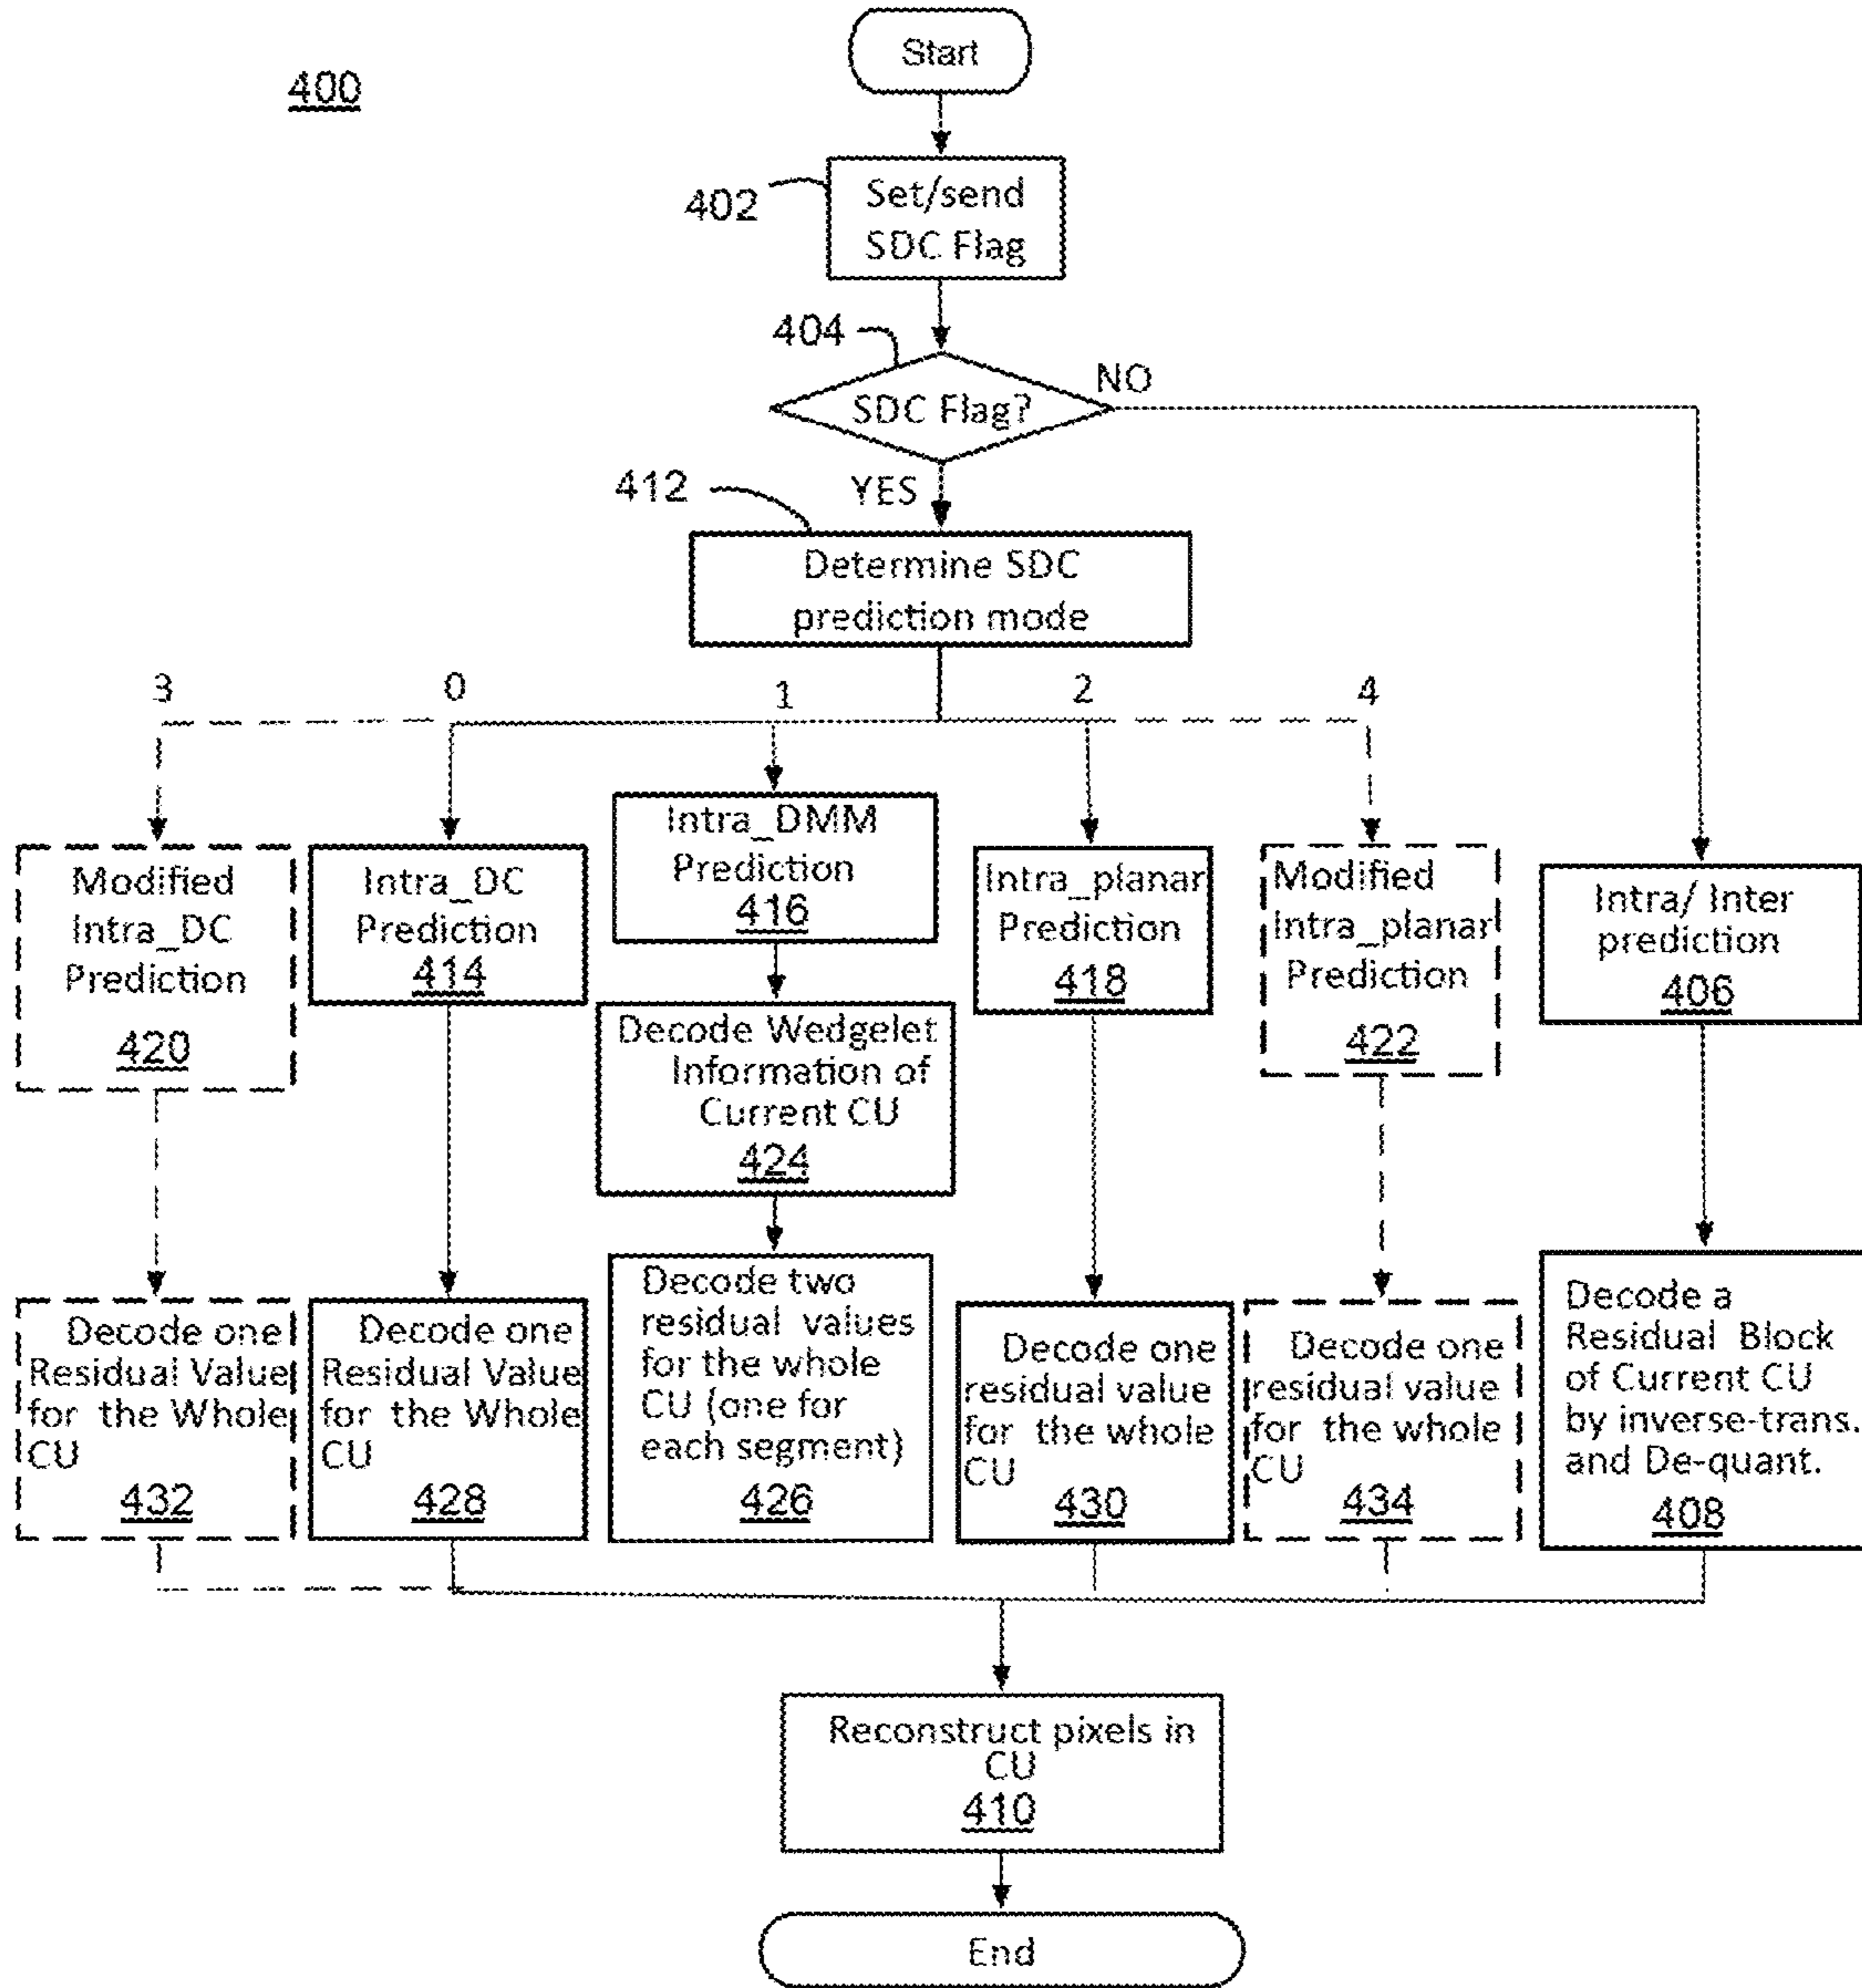 400
Start
402
Set/send
SDC Flag
404
SDC Flag?
NO
YES
412
Determine SDC
prediction mode
3
0
1
2
4
Modified
Intra_DC
Prediction
420
Intra_DC
Prediction
414
Intra_DMM
Prediction
416
Intra_planar
Prediction
418
Modified
Intra_planar
Prediction
422
Intra/ Inter
prediction
406
Decode Wedgelet
Information of
Current CU
424
Decode one
Residual Value
for the Whole
CU
432
Decode one
Residual Value
for the Whole
CU
428
Decode two
residual values
for the whole
CU (one for
each segment)
426
Decode one
residual value
for the whole
CU
430
Decode one
residual value
for the whole
CU
434
Decode a
Residual Block
of Current CU
by inverse-trans.
and De-quant.
408
Reconstruct pixels in
CU
410
End